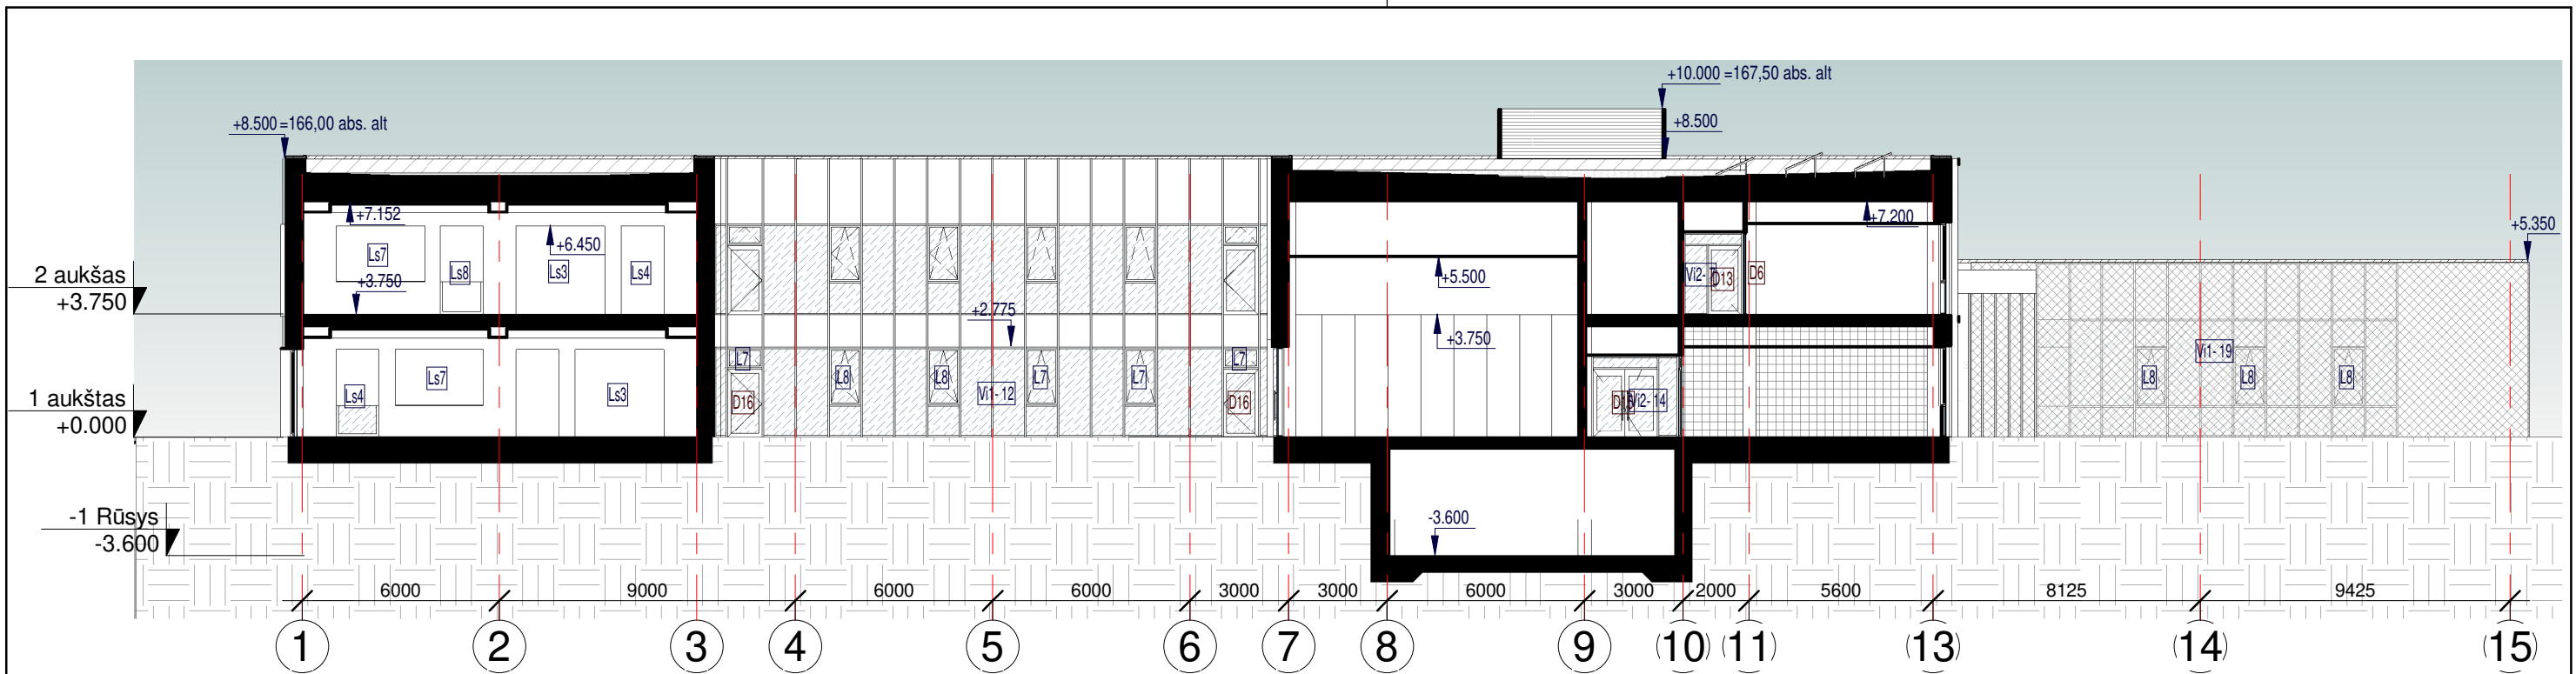 +10.000 =167,50 abs. alt
+8.500 =166,00 abs. alt
+8.500
+7.152
+7.200
+5.350
Ls7
Ls8
+6.450
Ls3
Ls4
2 aukšas
+3.750
+3.750
+5.500
Vi2-
D13
D6
+2.775
+3.750
Ls4
Ls7
Ls3
L7
D16
L8
L8
Vi1- 12
L7
L7
L7
D16
Vi2- 14
Vi1- 19
L8
L8
L8
1 aukštas
+0.000
-1 Rūsys
-3.600
-3.600
6000 9000 6000 6000 3000 3000 6000 3000 2000 5600 8125 9425
1 2 3 4 5 6 7 8 9 10 11 13 14 15